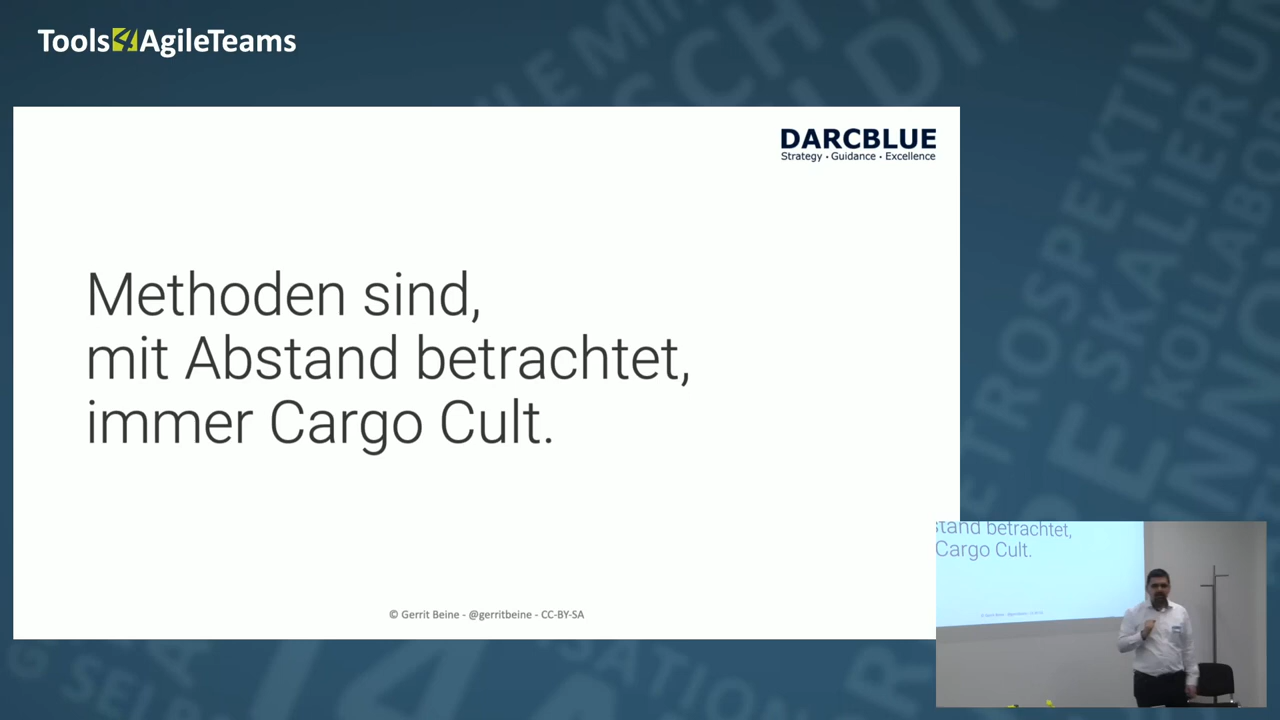 Tools4AgileTeams
DARCBLUE
Strategy • Guidance • Excellence
Methoden sind,
mit Abstand betrachtet,
immer Cargo Cult.
© Gerrit Beine - @gerritbeine - CC-BY-SA
stand betrachtet,
Cargo Cult.